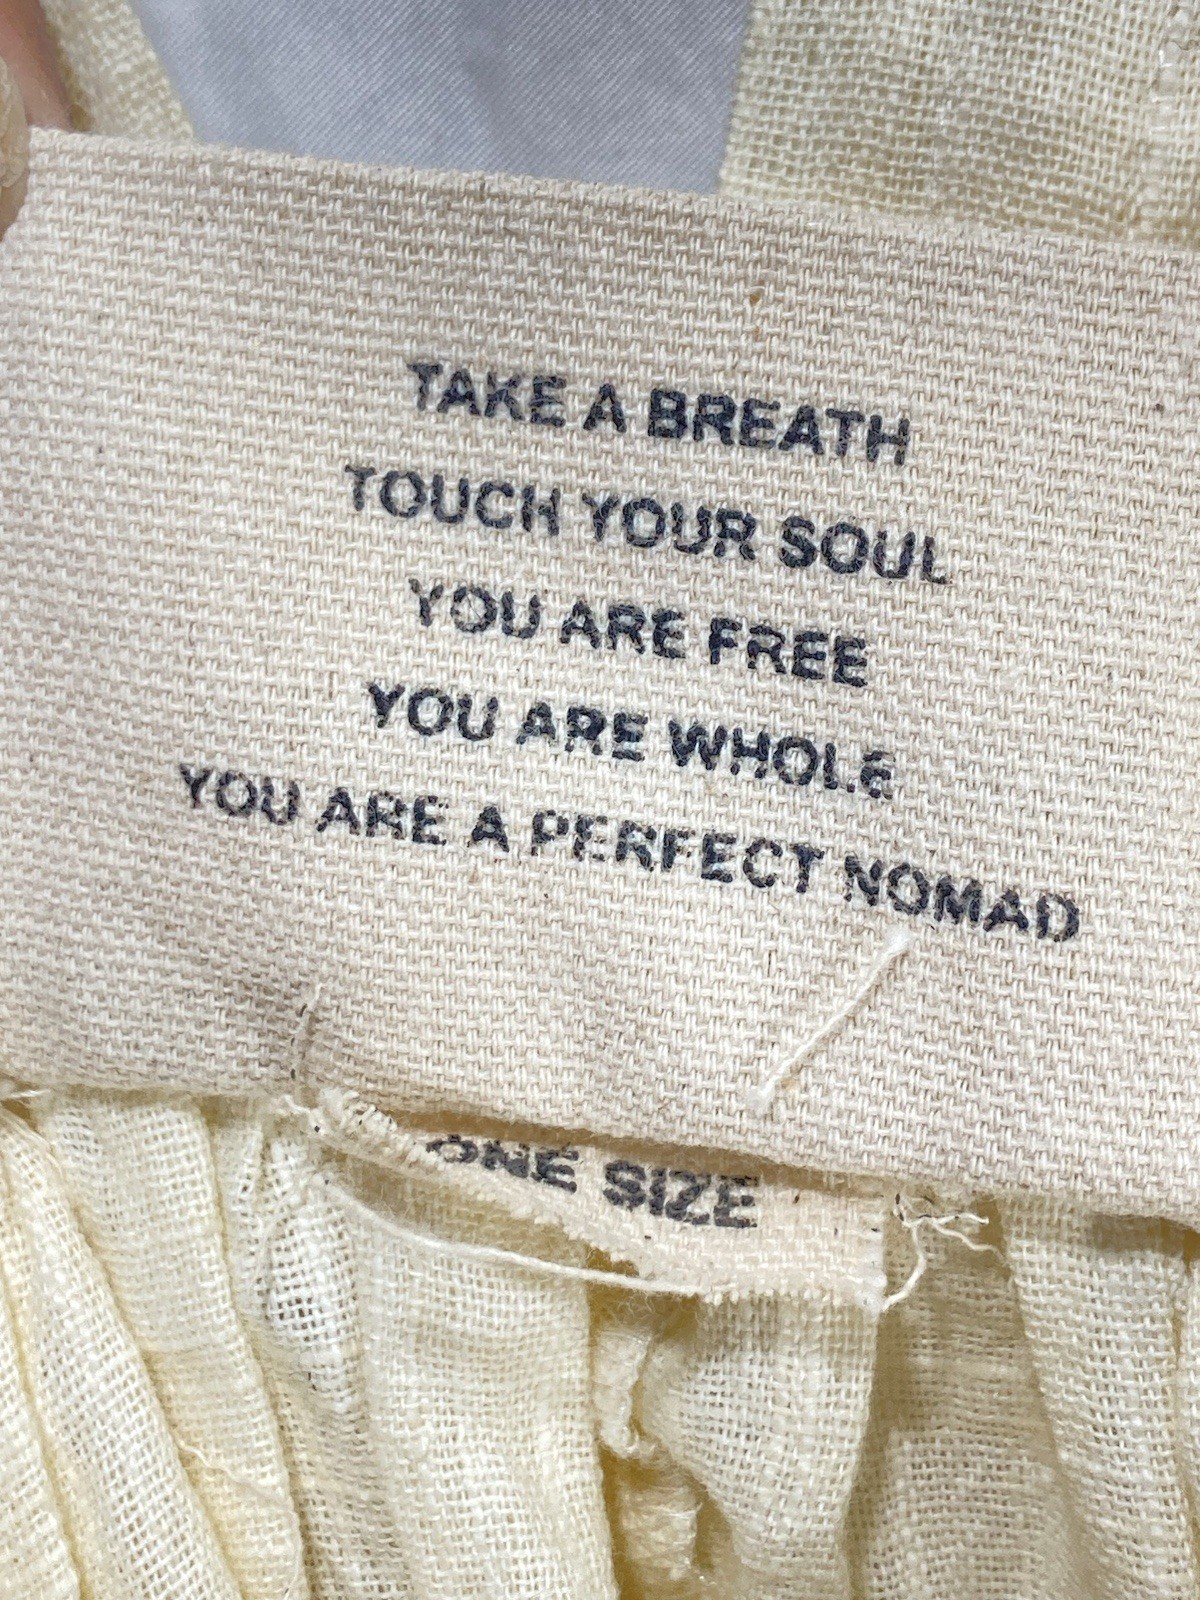 TAKE A BREATH
TOUCH YOUR SOUL
YOU ARE FREE
YOU ARE WHOLE
YOU ARE A PERFECT NOMAD
ONE SIZE